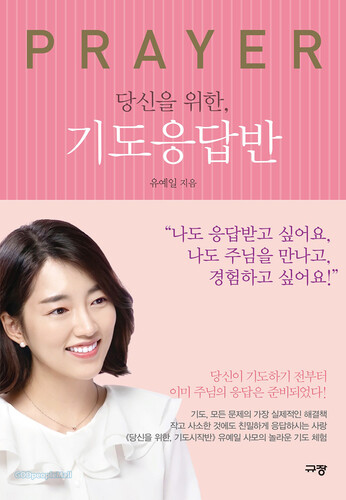 PRAYER
당신을 위한,
기도응답반
유예일 지음
“나도 응답받고 싶어요,
나도 주님을 만나고,
경험하고 싶어요!”
당신이 기도하기 전부터
이미 주님의 응답은 준비되었다!
기도, 모든 문제의 가장 실제적인 해결책
작고 사소한 것에도 친밀하게 응답하시는 사랑
〈당신을 위한, 기도시작반〉 유예일 사모의 놀라운 기도 체험
규장